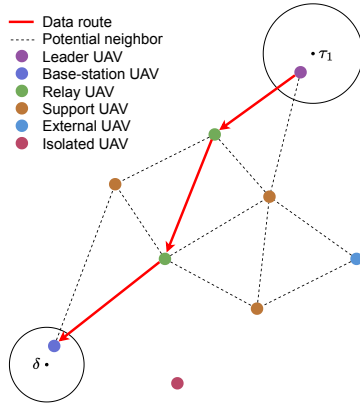 Data route
Potential neighbor
Leader UAV
Base-station UAV
Relay UAV
Support UAV
External UAV
Isolated UAV
τ₁
δ